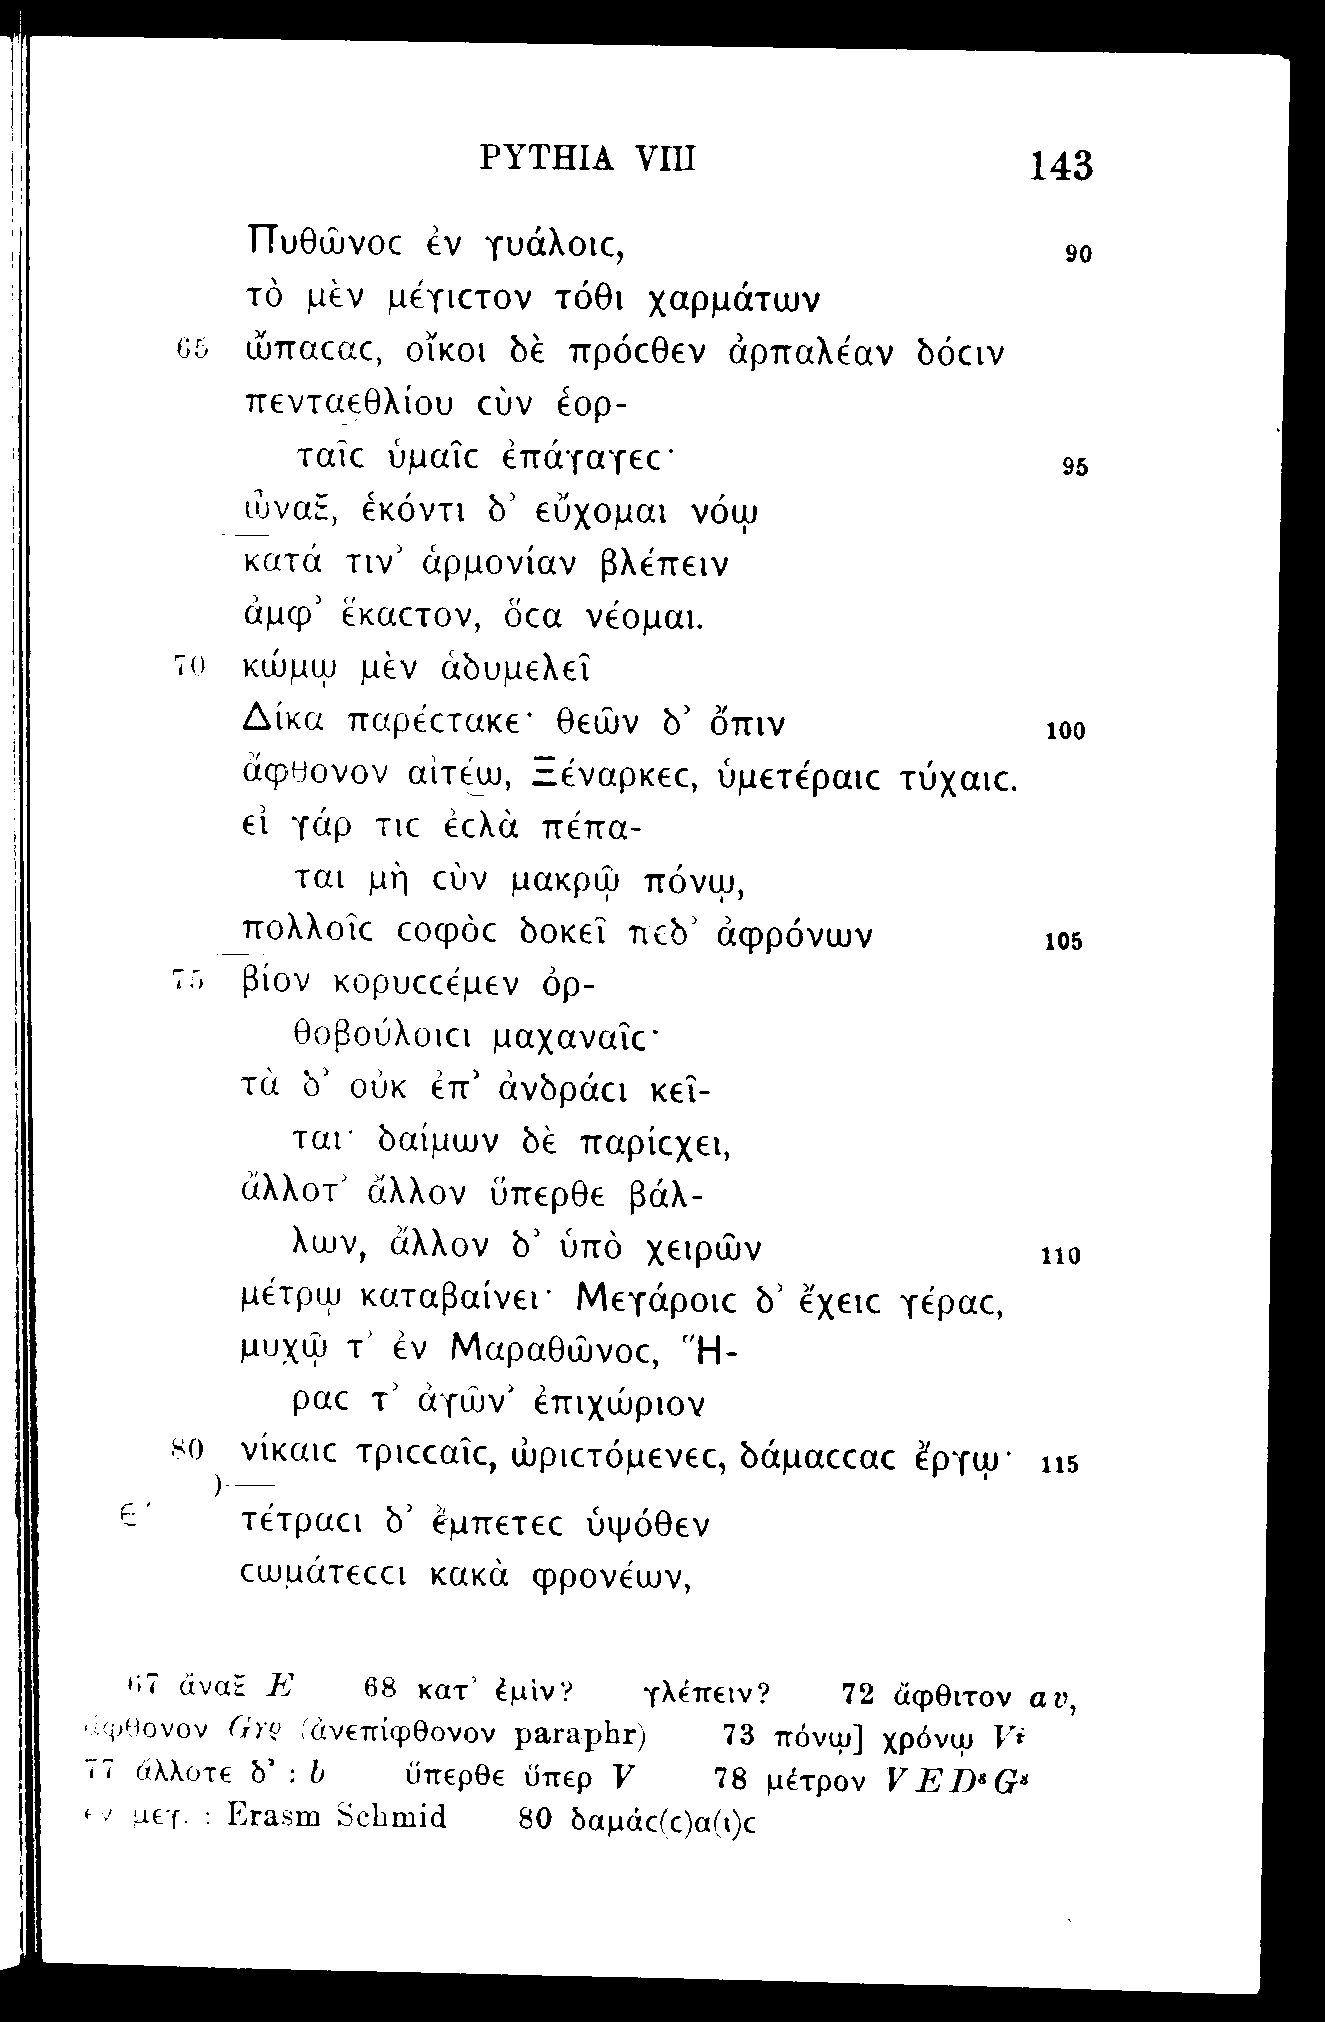 PYTHIA VIII 143
Πυθῶνοϲ ἐν γυάλοιϲ, 90
τὸ μὲν μέγιϲτον τόθι χαρμάτων
65 ὤπαϲαϲ, οἴκοι δὲ πρόϲθεν ἁρπαλέαν δόϲιν
πενταεθλίου ϲὺν ἑορ-
ταῖϲ ὑμαῖϲ ἐπάγαγεϲ· 95
ὦναξ, ἑκόντι δ’ εὔχομαι νόῳ
κατά τιν’ ἁρμονίαν βλέπειν
ἀμφ’ ἕκαϲτον, ὅϲα νέομαι.
70 κώμῳ μὲν ἁδυμελεῖ
Δίκα παρέϲτακε· θεῶν δ’ ὄπιν 100
ἄφθονον αἰτέω, Ξέναρκεϲ, ὑμετέραιϲ τύχαιϲ.
εἰ γάρ τιϲ ἐϲλὰ πέπα-
ται μὴ ϲὺν μακρῷ πόνῳ,
πολλοῖϲ ϲοφὸϲ δοκεῖ πεδ’ ἀφρόνων 105
75 βίον κορυϲϲέμεν ὀρ-
θοβούλοιϲι μαχαναῖϲ·
τὰ δ’ οὐκ ἐπ’ ἀνδράϲι κεῖ-
ται· δαίμων δὲ παρίϲχει,
ἄλλοτ’ ἄλλον ὕπερθε βάλ-
λων, ἄλλον δ’ ὑπὸ χειρῶν 110
μέτρῳ καταβαίνει· Μεγάροιϲ δ’ ἔχειϲ γέραϲ,
μυχῷ τ’ ἐν Μαραθῶνοϲ, Ἥ-
ραϲ τ’ ἀγῶν’ ἐπιχώριον
80 νίκαιϲ τριϲϲαῖϲ, ὠριϲτόμενεϲ, δάμαϲϲαϲ ἔργῳ· 115
Ε΄ τέτραϲι δ’ ἔμπετεϲ ὑψόθεν
ϲωμάτεϲϲι κακὰ φρονέων,
67 ἄναξ E 68 κατ’ ἐμὶν? γλέπειν? 72 ἄφθιτον αυ,
ἄφθονον Gγρ (ἀνεπίφθονον paraphr) 73 πόνῳ] χρόνῳ Vⁱ
77 ἄλλοτε δ’ : b ὕπερθε ὕπερ V 78 μέτρον V E Dˢ Gˢ
ἐν μεγ. : Erasm Schmid 80 δαμάϲ(ϲ)α(ι)ϲ